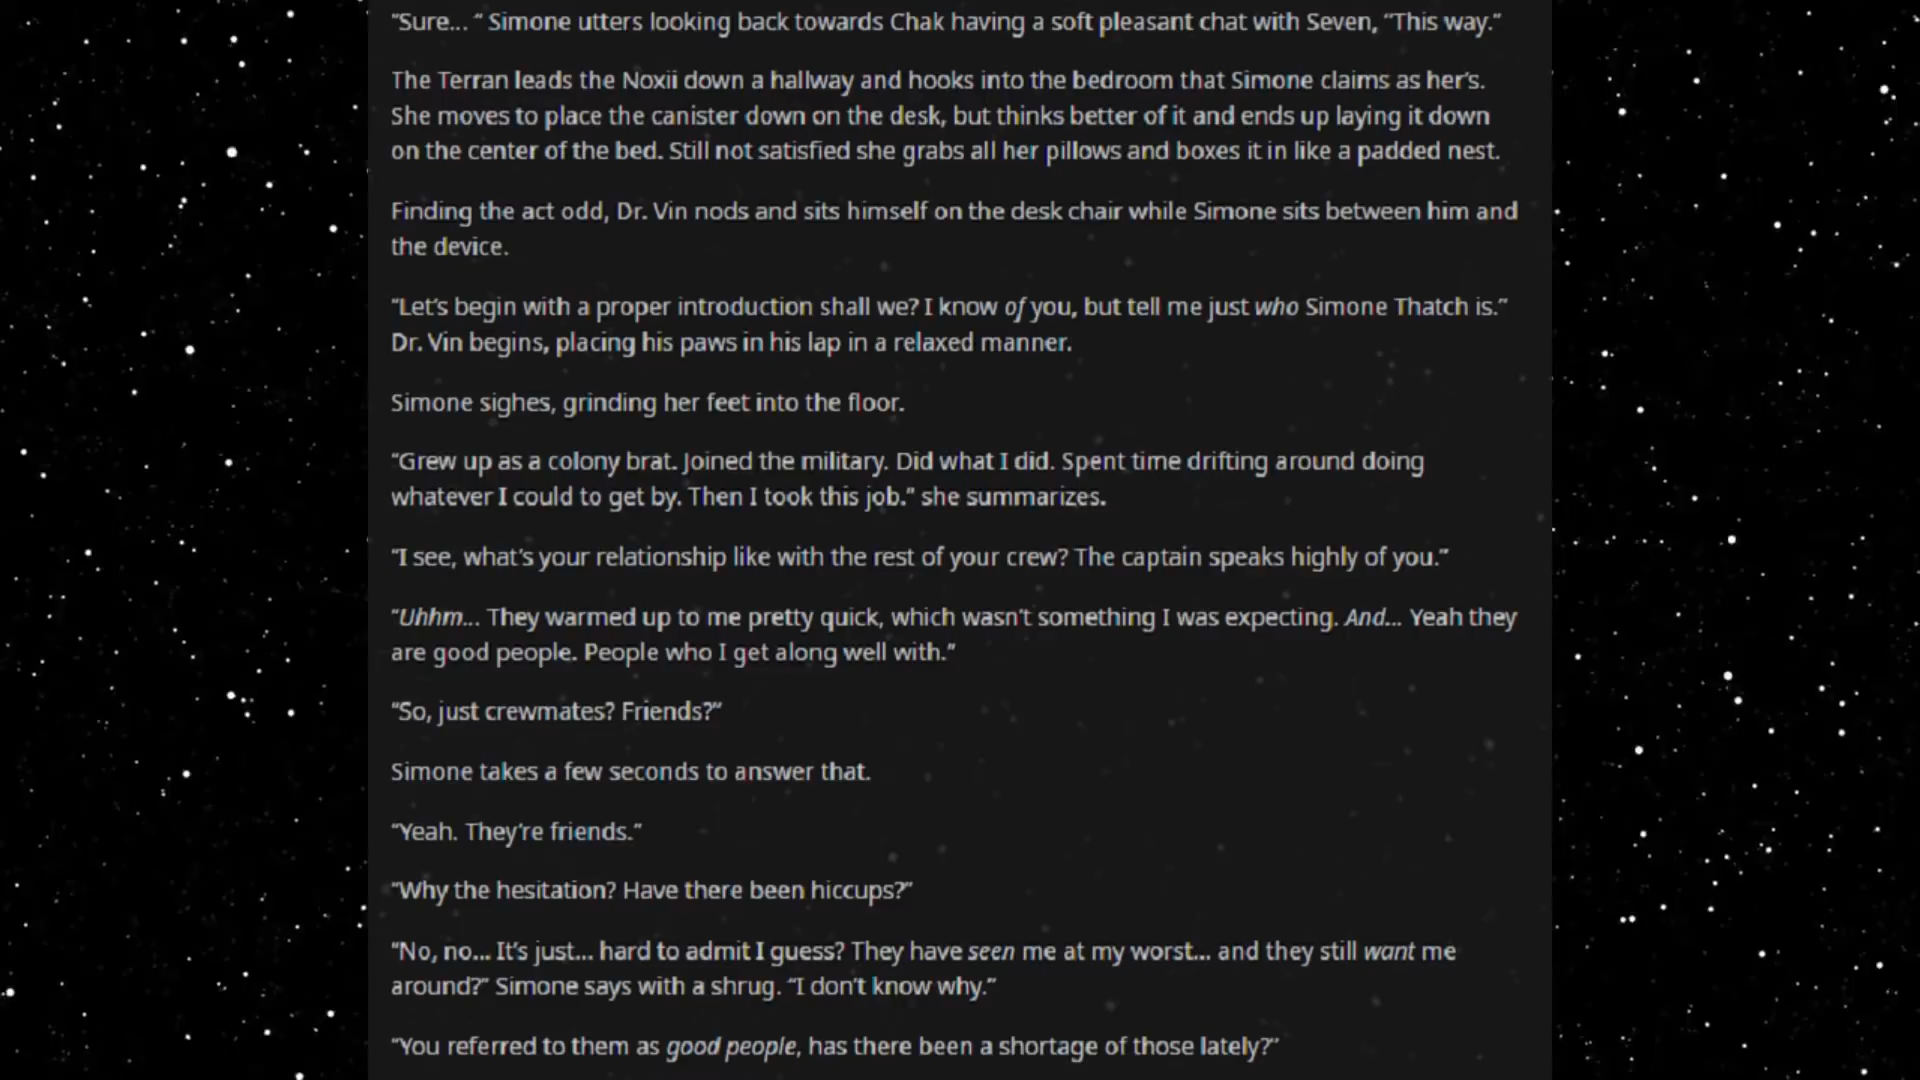 “Sure... “ Simone utters looking back towards Chak having a soft pleasant chat with Seven, “This way.”
The Terran leads the Noxii down a hallway and hooks into the bedroom that Simone claims as her’s.
She moves to place the canister down on the desk, but thinks better of it and ends up laying it down
on the center of the bed. Still not satisfied she grabs all her pillows and boxes it in like a padded nest.
Finding the act odd, Dr. Vin nods and sits himself on the desk chair while Simone sits between him and
the device.
“Let’s begin with a proper introduction shall we? I know of you, but tell me just who Simone Thatch is.”
Dr. Vin begins, placing his paws in his lap in a relaxed manner.
Simone sighes, grinding her feet into the floor.
“Grew up as a colony brat. Joined the military. Did what I did. Spent time drifting around doing
whatever I could to get by. Then I took this job.” she summarizes.
“I see, what’s your relationship like with the rest of your crew? The captain speaks highly of you.”
“Uhhm... They warmed up to me pretty quick, which wasn’t something I was expecting. And... Yeah they
are good people. People who I get along well with.”
“So, just crewmates? Friends?”
Simone takes a few seconds to answer that.
“Yeah. They’re friends.”
“Why the hesitation? Have there been hiccups?”
“No, no... It’s just... hard to admit I guess? They have seen me at my worst... and they still want me
around?” Simone says with a shrug. “I don’t know why.”
“You referred to them as good people, has there been a shortage of those lately?”